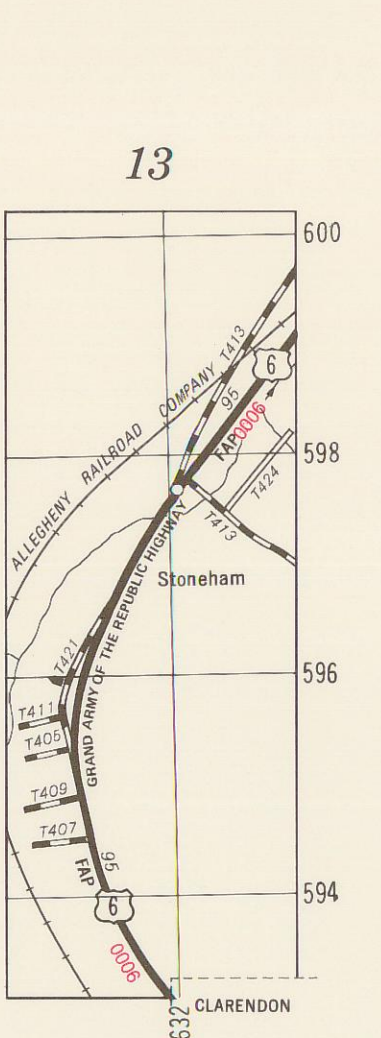 13
600
T413
ALLEGHENY RAILROAD COMPANY
6
95
FAP
0006
598
T424
T413
Stoneham
GRAND ARMY OF THE REPUBLIC HIGHWAY
T421
596
T411
T405
T409
T407
95
FAP
594
6
0006
CLARENDON
632